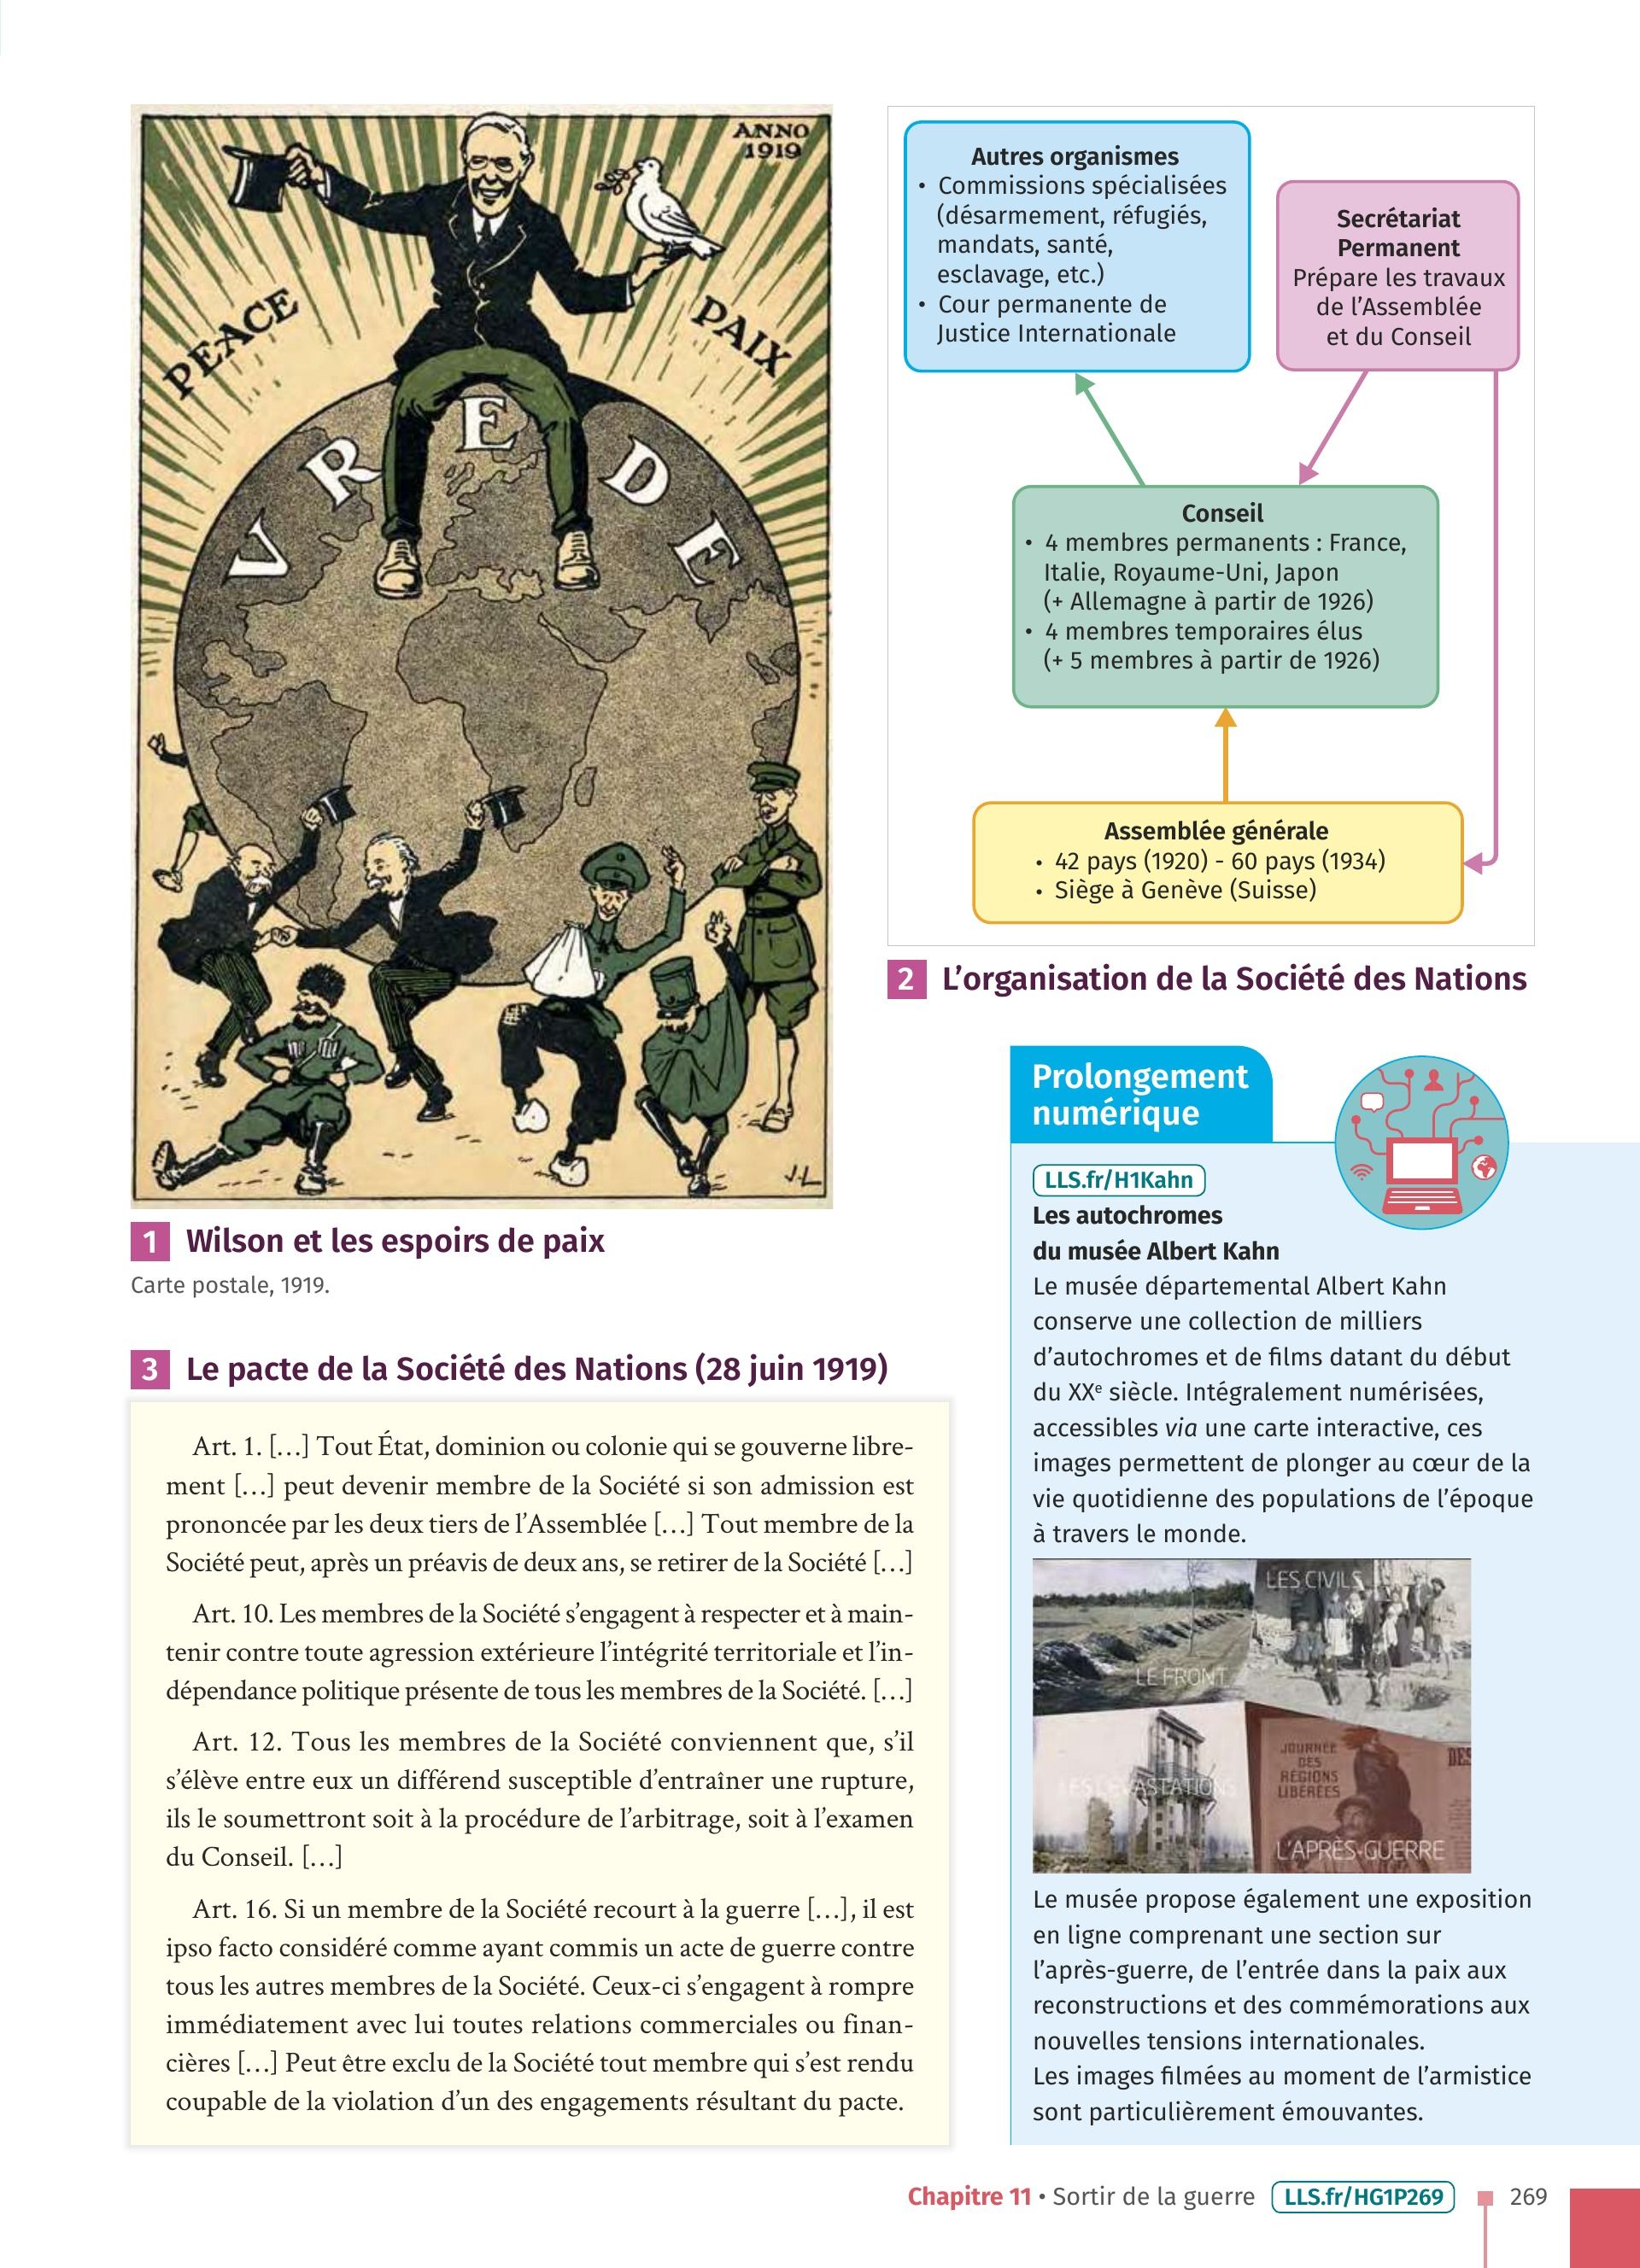 ANNO
1919
PEACE
PAIX
VREDE
J.L
1 Wilson et les espoirs de paix
Carte postale, 1919.
Autres organismes
• Commissions spécialisées
(désarmement, réfugiés,
mandats, santé,
esclavage, etc.)
• Cour permanente de
Justice Internationale
Secrétariat
Permanent
Prépare les travaux
de l'Assemblée
et du Conseil
Conseil
• 4 membres permanents : France,
Italie, Royaume-Uni, Japon
(+ Allemagne à partir de 1926)
• 4 membres temporaires élus
(+ 5 membres à partir de 1926)
Assemblée générale
• 42 pays (1920) - 60 pays (1934)
• Siège à Genève (Suisse)
2 L'organisation de la Société des Nations
3 Le pacte de la Société des Nations (28 juin 1919)
Art. 1. […] Tout État, dominion ou colonie qui se gouverne libre-
ment […] peut devenir membre de la Société si son admission est
prononcée par les deux tiers de l'Assemblée […] Tout membre de la
Société peut, après un préavis de deux ans, se retirer de la Société […]
Art. 10. Les membres de la Société s'engagent à respecter et à main-
tenir contre toute agression extérieure l'intégrité territoriale et l'in-
dépendance politique présente de tous les membres de la Société. […]
Art. 12. Tous les membres de la Société conviennent que, s'il
s'élève entre eux un différend susceptible d'entraîner une rupture,
ils le soumettront soit à la procédure de l'arbitrage, soit à l'examen
du Conseil. […]
Art. 16. Si un membre de la Société recourt à la guerre […], il est
ipso facto considéré comme ayant commis un acte de guerre contre
tous les autres membres de la Société. Ceux-ci s'engagent à rompre
immédiatement avec lui toutes relations commerciales ou finan-
cières […] Peut être exclu de la Société tout membre qui s'est rendu
coupable de la violation d'un des engagements résultant du pacte.
Prolongement
numérique
LLS.fr/H1Kahn
Les autochromes
du musée Albert Kahn
Le musée départemental Albert Kahn
conserve une collection de milliers
d'autochromes et de films datant du début
du XXe siècle. Intégralement numérisées,
accessibles via une carte interactive, ces
images permettent de plonger au cœur de la
vie quotidienne des populations de l'époque
à travers le monde.
LES CIVILS
LE FRONT
LES DÉVASTATIONS
JOURNÉE
DES
RÉGIONS
LIBÉRÉES
DES
L'APRÈS-GUERRE
Le musée propose également une exposition
en ligne comprenant une section sur
l'après-guerre, de l'entrée dans la paix aux
reconstructions et des commémorations aux
nouvelles tensions internationales.
Les images filmées au moment de l'armistice
sont particulièrement émouvantes.
Chapitre 11 • Sortir de la guerre LLS.fr/HG1P269 269